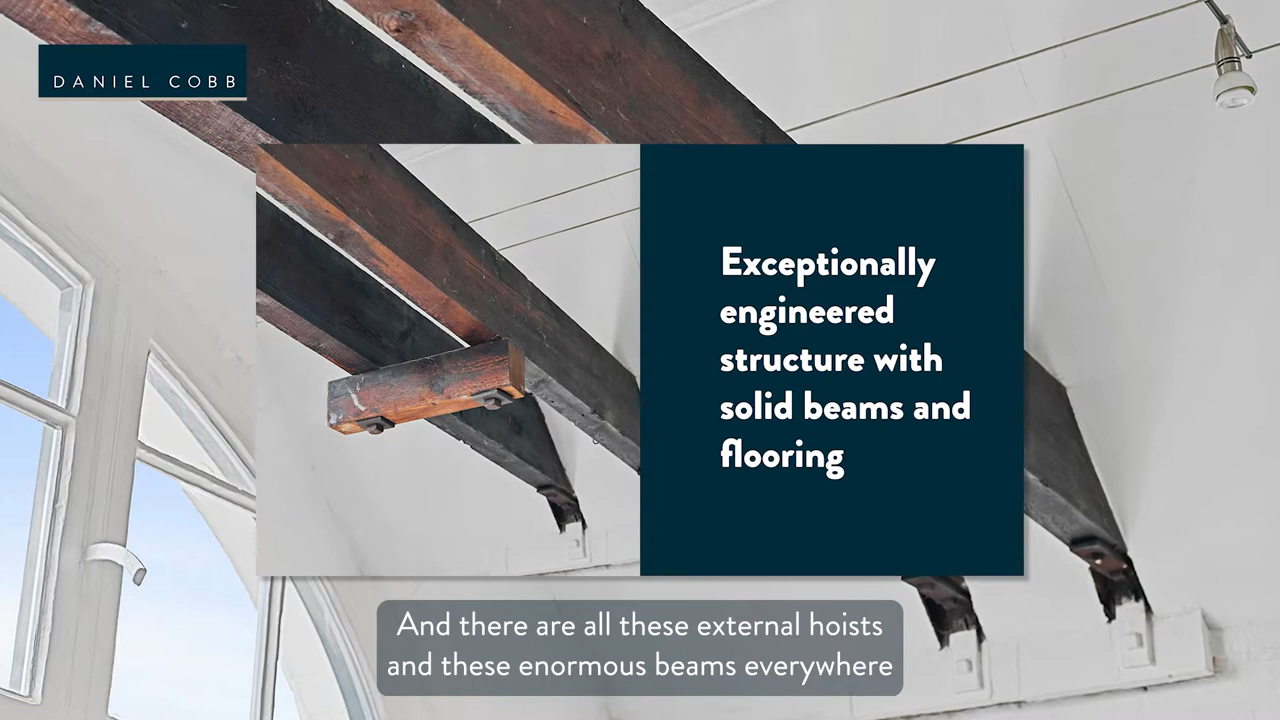 DANIEL COBB
Exceptionally
engineered
structure with
solid beams and
flooring
And there are all these external hoists
and these enormous beams everywhere